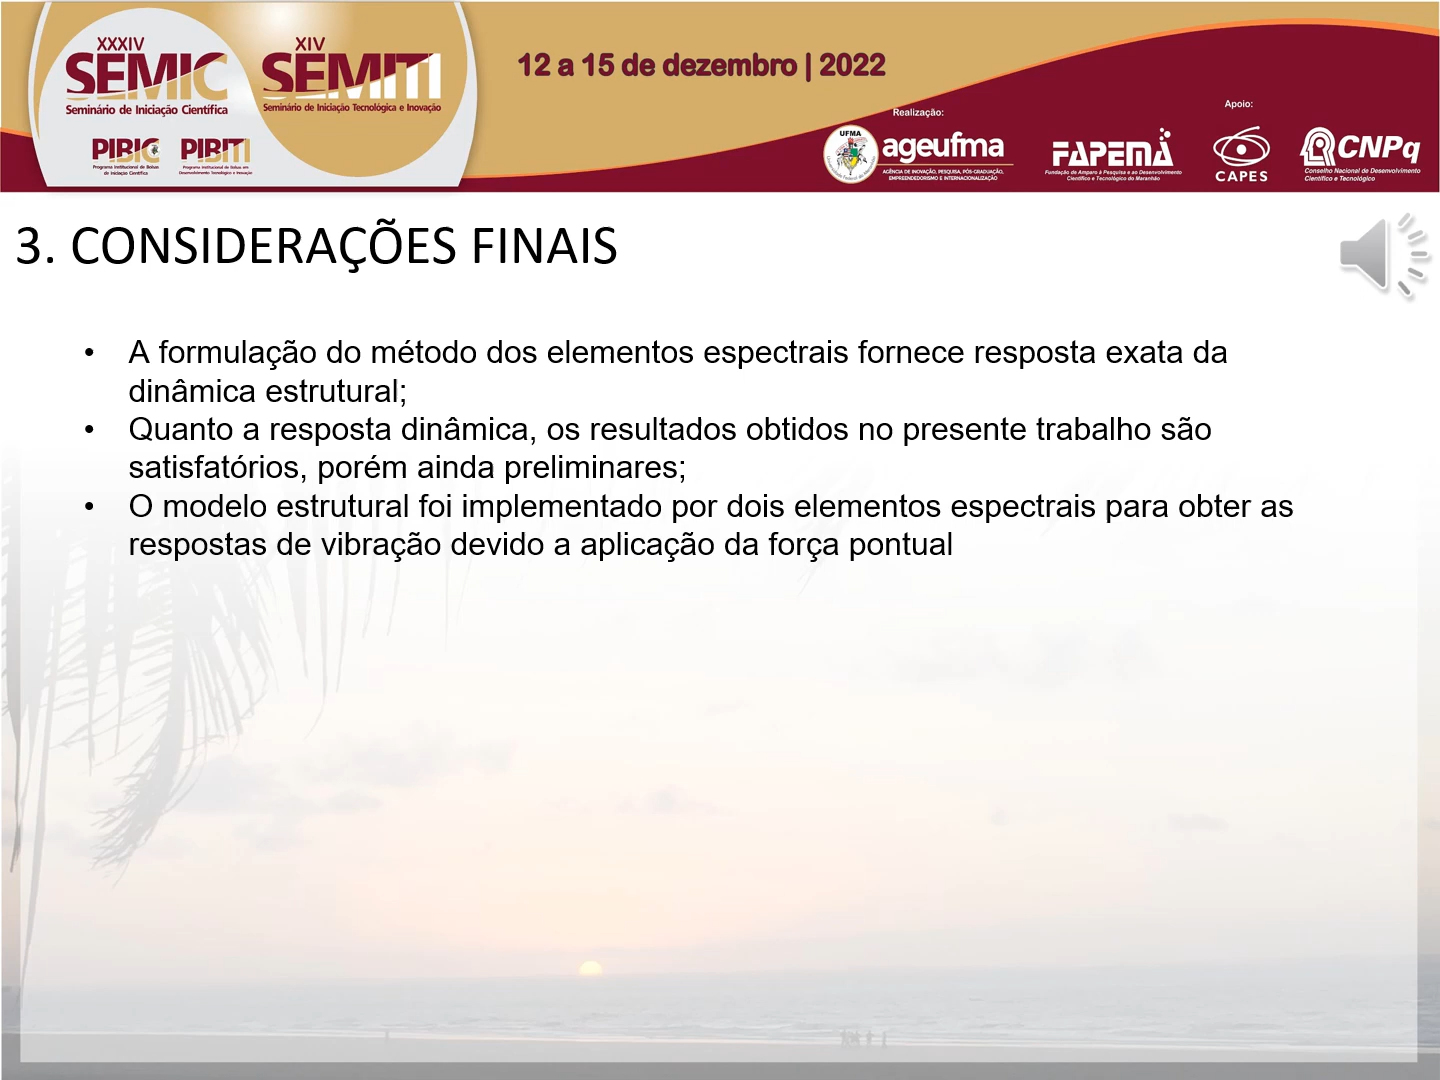 XXXIV
SEMIC
Seminário de Iniciação Científica
XIV
SEMITI
Seminário de Iniciação Tecnológica e Inovação
PIBIC
Programa Institucional de Bolsas
de Iniciação Científica
PIBITI
Programa Institucional de Bolsas em
Desenvolvimento Tecnológico e Inovação
12 a 15 de dezembro | 2022
Realização:
UFMA
ageufma
AGÊNCIA DE INOVAÇÃO, PESQUISA, PÓS-GRADUAÇÃO,
EMPREENDEDORISMO E INTERNACIONALIZAÇÃO
FAPEMA
Fundação de Amparo à Pesquisa e ao Desenvolvimento
Científico e Tecnológico do Maranhão
Apoio:
CAPES
CNPq
Conselho Nacional de Desenvolvimento
Científico e Tecnológico
3. CONSIDERAÇÕES FINAIS
• A formulação do método dos elementos espectrais fornece resposta exata da
dinâmica estrutural;
• Quanto a resposta dinâmica, os resultados obtidos no presente trabalho são
satisfatórios, porém ainda preliminares;
• O modelo estrutural foi implementado por dois elementos espectrais para obter as
respostas de vibração devido a aplicação da força pontual